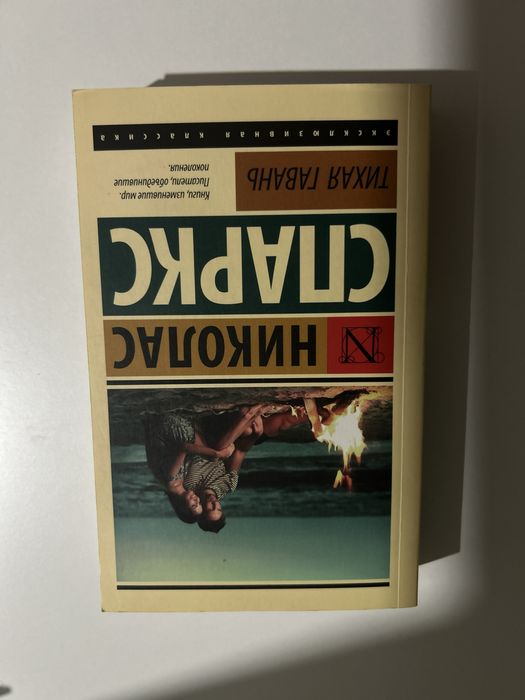 НИКОЛАС
СПАРКС
ТИХАЯ ГАВАНЬ
Книги, изменившие мир.
Писатели, объединившие
поколения.
эксклюзивная классика